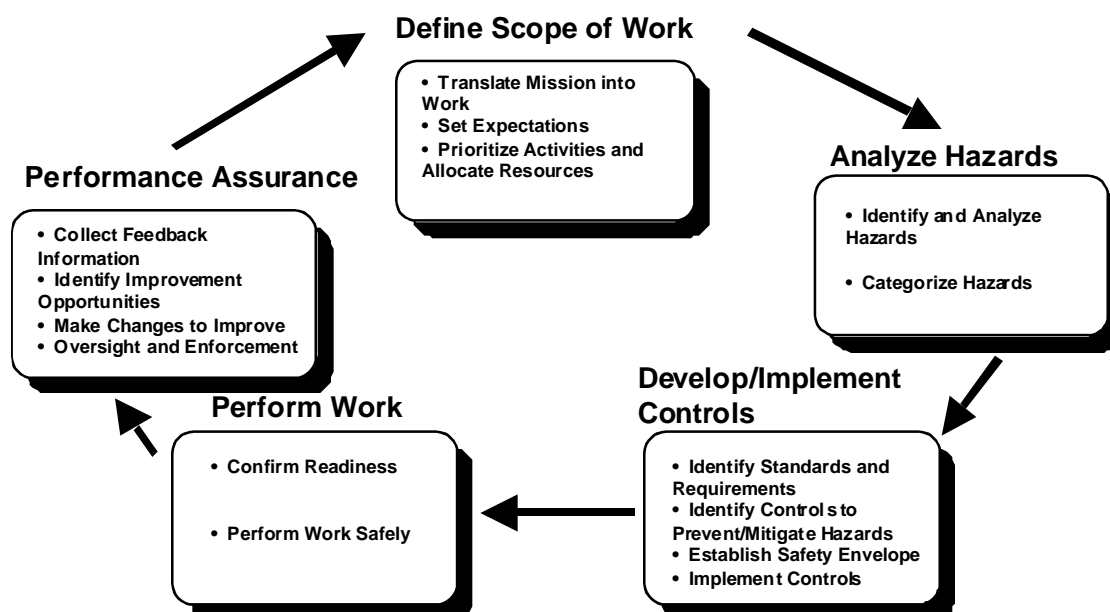 Define Scope of Work
• Translate Mission into
Work
• Set Expectations
• Prioritize Activities and
Allocate Resources
Analyze Hazards
• Identify and Analyze
Hazards
• Categorize Hazards
Develop/Implement
Controls
• Identify Standards and
Requirements
• Identify Controls to
Prevent/Mitigate Hazards
• Establish Safety Envelope
• Implement Controls
Perform Work
• Confirm Readiness
• Perform Work Safely
Performance Assurance
• Collect Feedback
Information
• Identify Improvement
Opportunities
• Make Changes to Improve
• Oversight and Enforcement